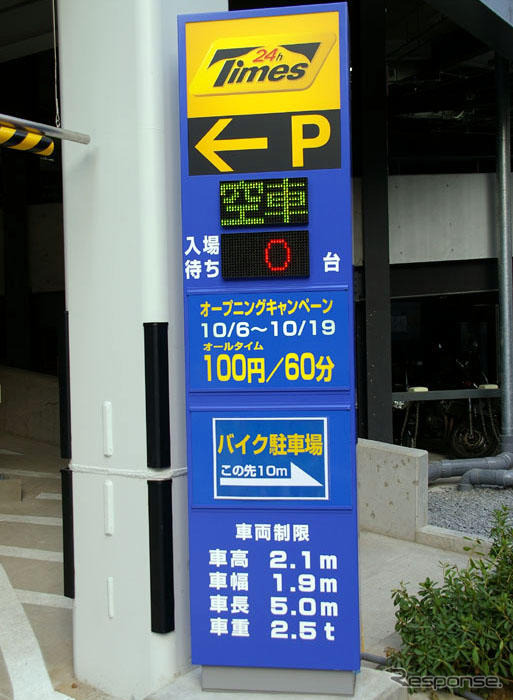 24h
Times
← P
空車
入場
待ち
0 台
オープニングキャンペーン
10/6～10/19
オールタイム
100円／60分
バイク駐車場
この先10m
車両制限
車高 2.1m
車幅 1.9m
車長 5.0m
車重 2.5t
Response.